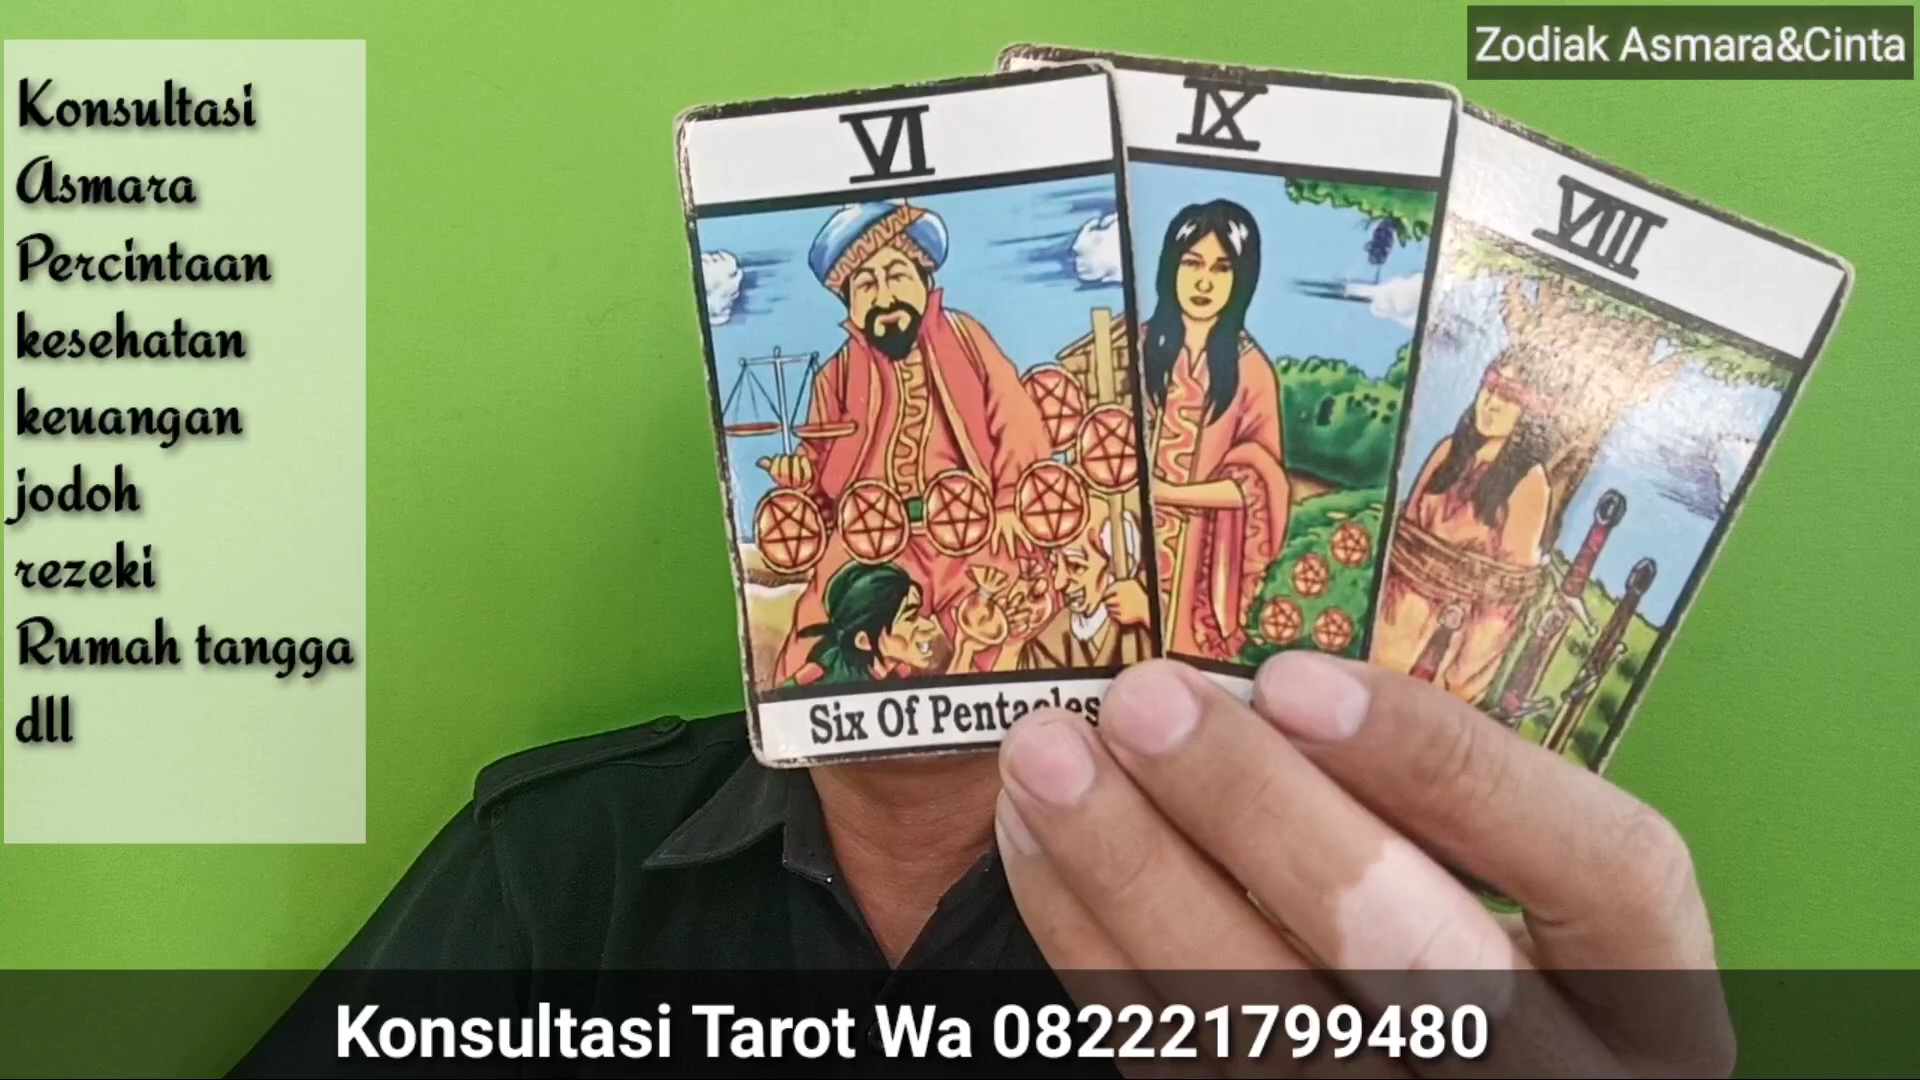 Zodiak Asmara&Cinta
Konsultasi
Asmara
Percintaan
kesehatan
keuangan
jodoh
rezeki
Rumah tangga
dll
VI
IX
VIII
Six Of Pentacles
Konsultasi Tarot Wa 082221799480